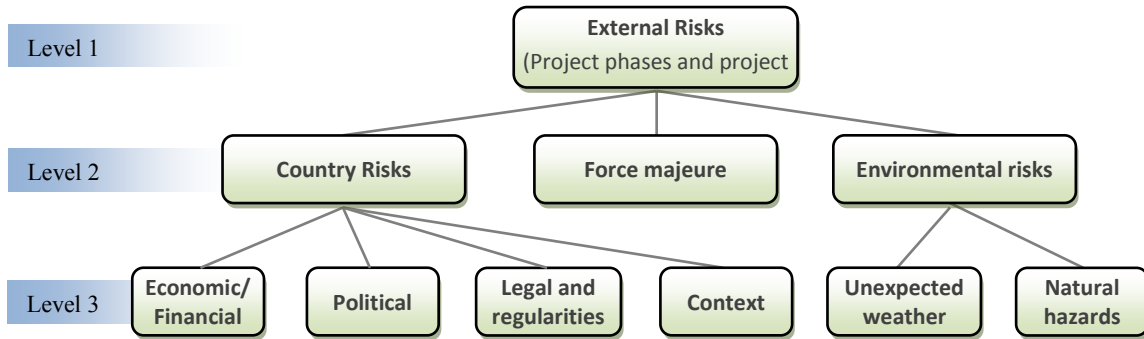 Level 1
External Risks
(Project phases and project
Level 2
Country Risks
Force majeure
Environmental risks
Level 3
Economic/
Financial
Political
Legal and
regularities
Context
Unexpected
weather
Natural
hazards